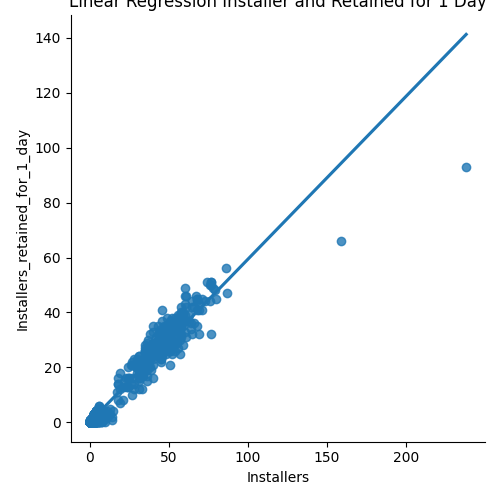 Linear Regression Installer and Retained for 1 Day
140
120
100
80
60
40
20
0
Installers_retained_for_1_day
0 50 100 150 200
Installers